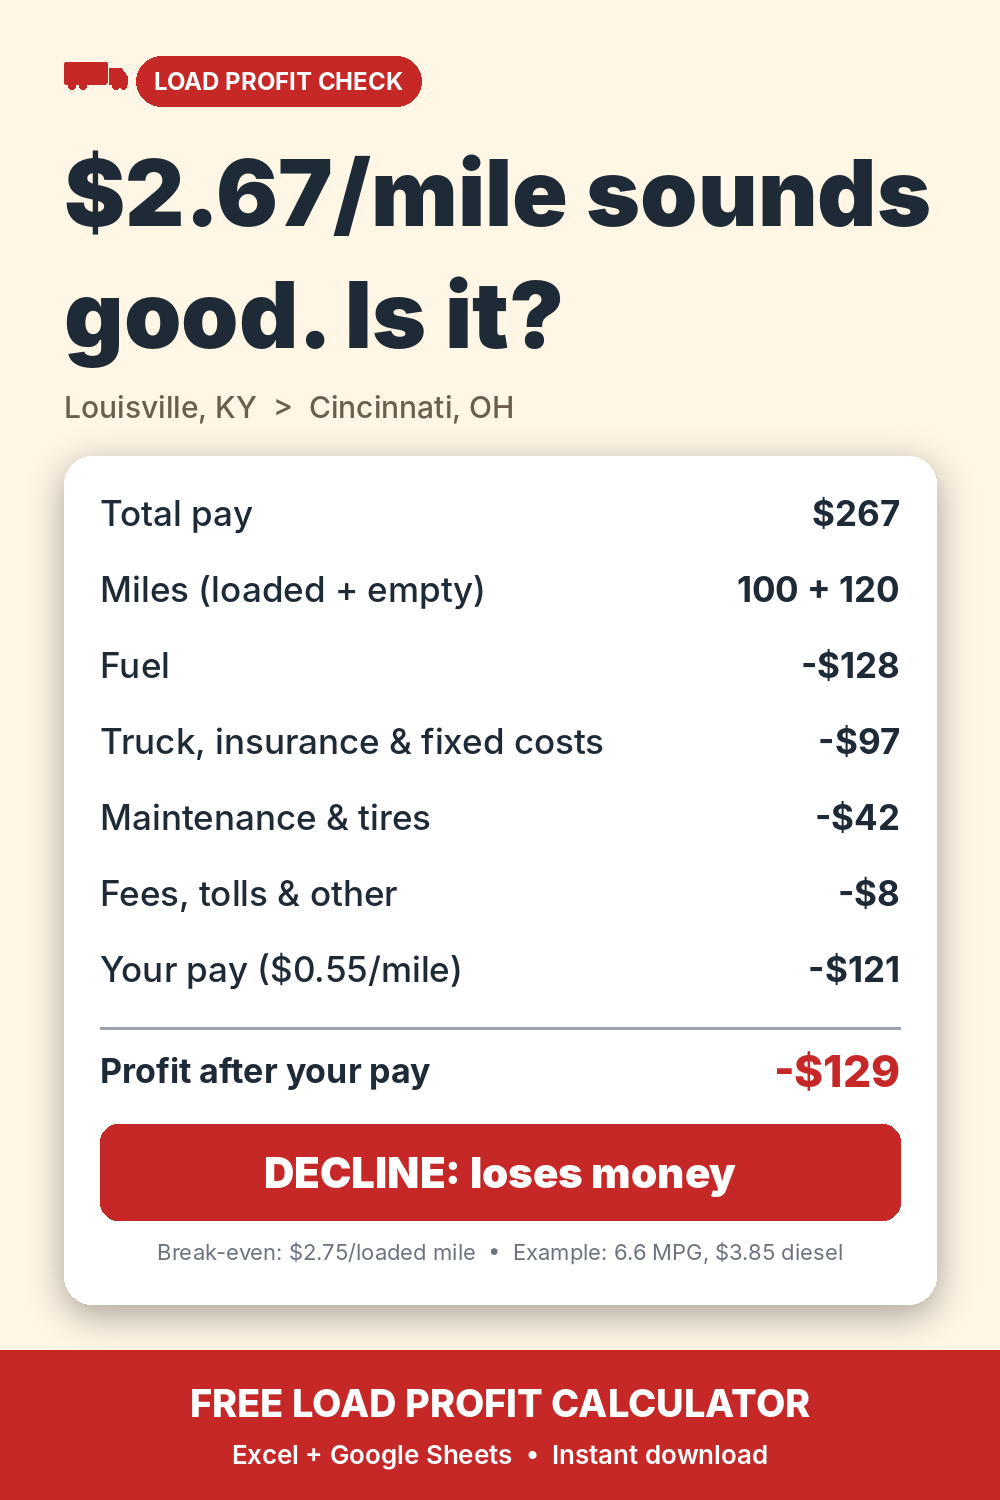 LOAD PROFIT CHECK
$2.67/mile sounds
good. Is it?
Louisville, KY > Cincinnati, OH
Total pay $267
Miles (loaded + empty) 100 + 120
Fuel -$128
Truck, insurance & fixed costs -$97
Maintenance & tires -$42
Fees, tolls & other -$8
Your pay ($0.55/mile) -$121
Profit after your pay -$129
DECLINE: loses money
Break-even: $2.75/loaded mile • Example: 6.6 MPG, $3.85 diesel
FREE LOAD PROFIT CALCULATOR
Excel + Google Sheets • Instant download